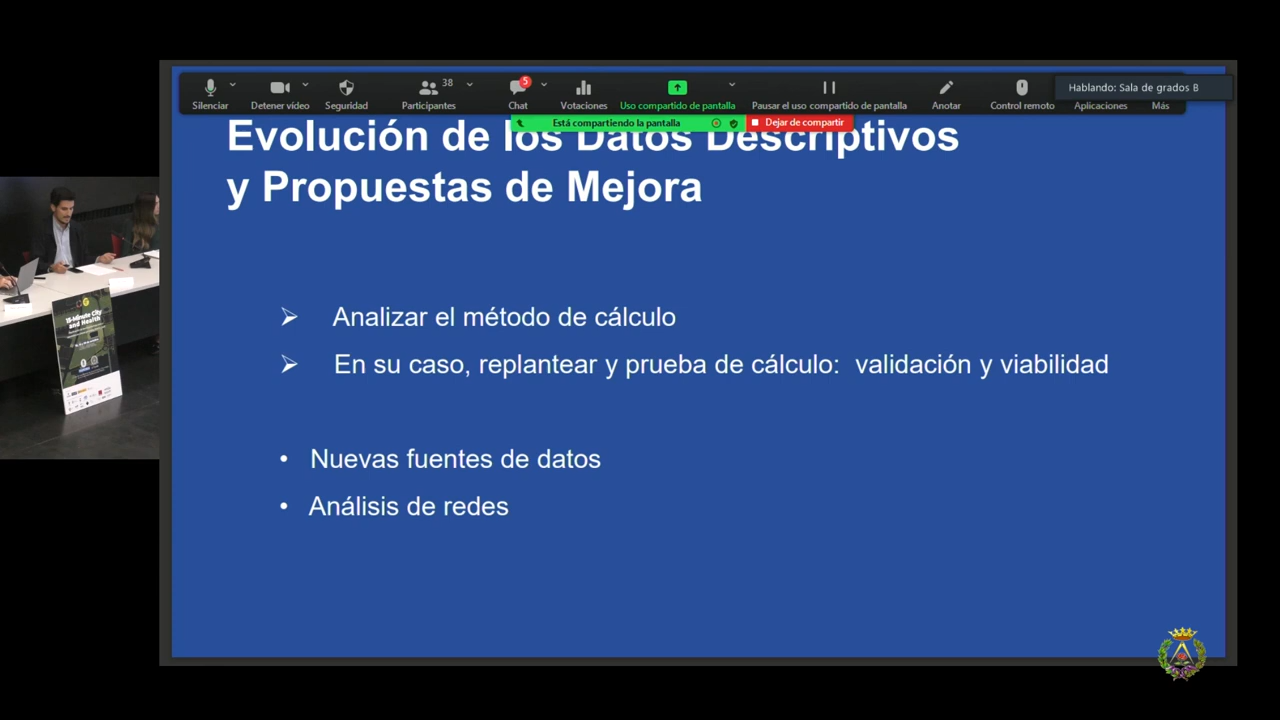 Silenciar
Detener vídeo
Seguridad
38
Participantes
5
Chat
Votaciones
Uso compartido de pantalla
Pausar el uso compartido de pantalla
Anotar
Control remoto
Hablando: Sala de grados B
Aplicaciones
Más
Está compartiendo la pantalla
Dejar de compartir
Evolución de los Datos Descriptivos
y Propuestas de Mejora
➢ Analizar el método de cálculo
➢ En su caso, replantear y prueba de cálculo: validación y viabilidad
• Nuevas fuentes de datos
• Análisis de redes
15-Minute City
and Health